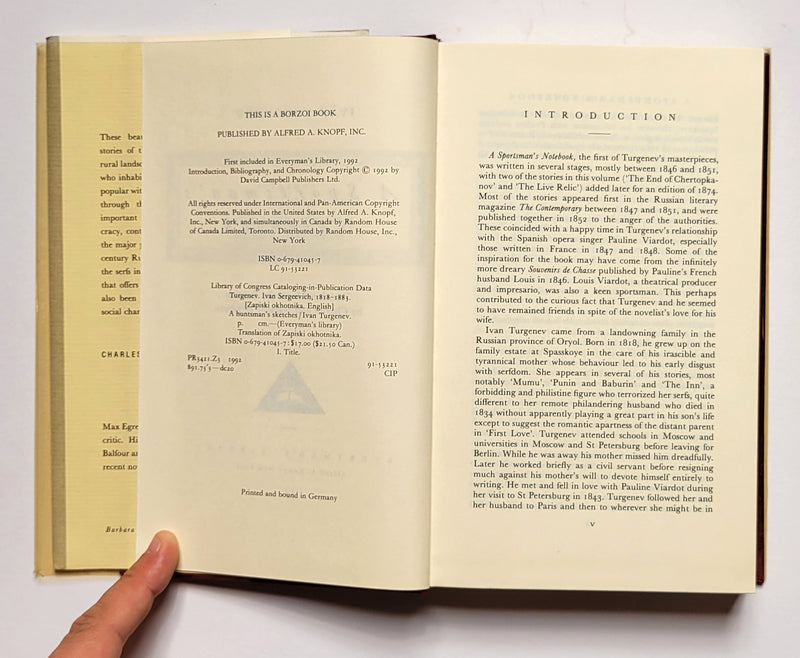 These
stories of
rural
who
popular
through
important
cracy,
the major
century
the serfs in
that offers
also been
social
CHARLES
Max
critic.
Balfour
recent
Barbara
THIS IS A BORZOI BOOK
PUBLISHED BY ALFRED A. KNOPF, INC.
First included in Everyman's Library, 1992
Introduction, Bibliography, and Chronology Copyright © 1992 by
David Campbell Publishers Ltd.
All rights reserved under International and Pan-American Copyright
Conventions. Published in the United States by Alfred A. Knopf,
Inc., New York, and simultaneously in Canada by Random House
of Canada Limited, Toronto. Distributed by Random House, Inc.,
New York
ISBN 0-679-41045-7
LC 91-53221
Library of Congress Cataloging-in-Publication Data
Turgenev. Ivan Sergeevich, 1818–1883.
[Zapiski okhotnika. English]
A huntsman's sketches / Ivan Turgenev.
p. cm.—(Everyman's library)
Translation of Zapiski okhotnika.
ISBN 0-679-41045-7: $17.00 ($21.50 Can.)
I. Title.
PR3421.Z3 1992
891.73'3—dc20
91-53221
CIP
Printed and bound in Germany
INTRODUCTION
A Sportsman's Notebook, the first of Turgenev's masterpieces,
was written in several stages, mostly between 1846 and 1851,
with two of the stories in this volume ('The End of Chertopka-
nov' and 'The Live Relic') added later for an edition of 1874.
Most of the stories appeared first in the Russian literary
magazine The Contemporary between 1847 and 1851, and were
published together in 1852 to the anger of the authorities.
These coincided with a happy time in Turgenev's relationship
with the Spanish opera singer Pauline Viardot, especially
those written in France in 1847 and 1848. Some of the
inspiration for the book may have come from the infinitely
more dreary Souvenirs de Chasse published by Pauline's French
husband Louis in 1846. Louis Viardot, a theatrical producer
and impresario, was also a keen sportsman. This perhaps
contributed to the curious fact that Turgenev and he seemed
to have remained friends in spite of the novelist's love for his
wife.
Ivan Turgenev came from a landowning family in the
Russian province of Oryol. Born in 1818, he grew up on the
family estate at Spasskoye in the care of his irascible and
tyrannical mother whose behaviour led to his early disgust
with serfdom. She appears in several of his stories, most
notably 'Mumu', 'Punin and Baburin' and 'The Inn', a
forbidding and philistine figure who terrorized her serfs, quite
different to her remote philandering husband who died in
1834 without apparently playing a great part in his son's life
except to suggest the romantic apartness of the distant parent
in 'First Love'. Turgenev attended schools in Moscow and
universities in Moscow and St Petersburg before leaving for
Berlin. While he was away his mother missed him dreadfully.
Later he worked briefly as a civil servant before resigning
much against his mother's will to devote himself entirely to
writing. He met and fell in love with Pauline Viardot during
her visit to St Petersburg in 1843. Turgenev followed her and
her husband to Paris and then to wherever she might be in
v